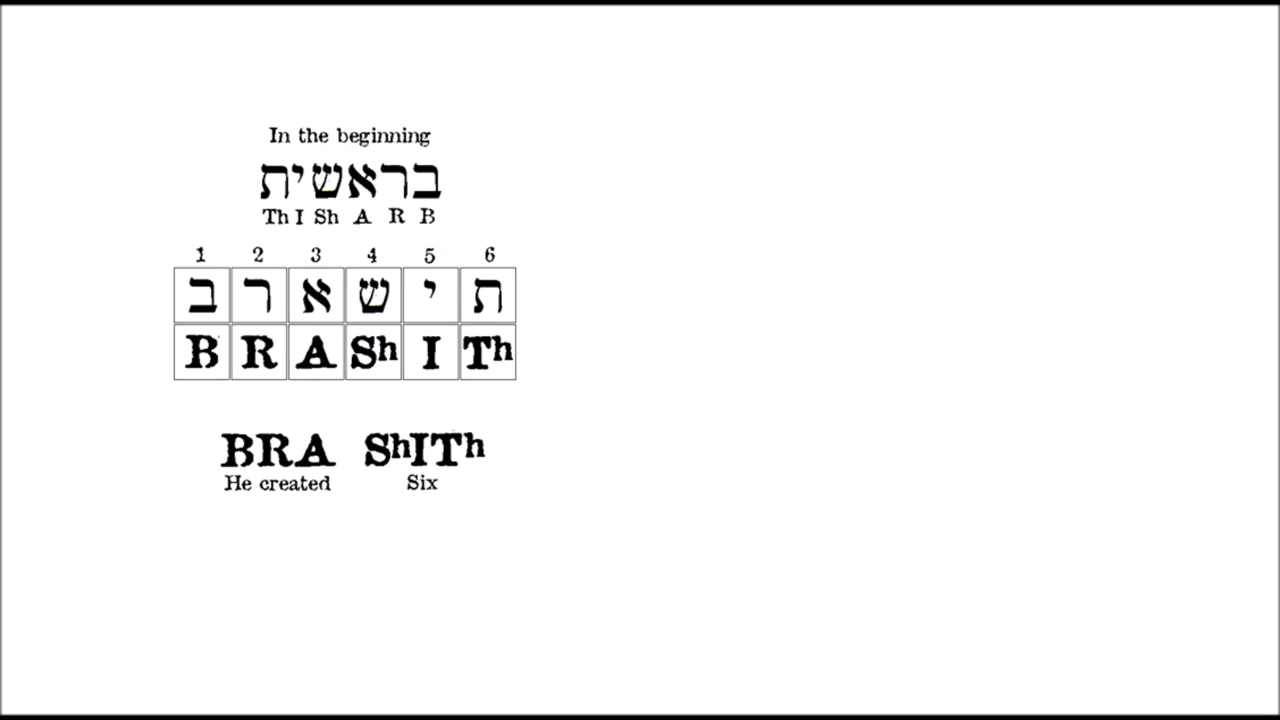 In the beginning
בראשית
Th I Sh A R B
1 2 3 4 5 6
ב ר א ש י ת
B R A Sh I Th
BRA ShITh
He created Six